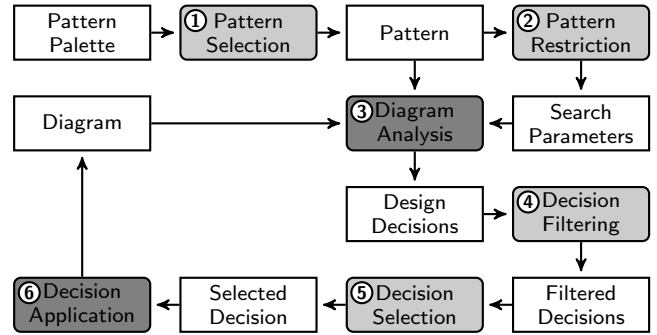 Pattern
Palette
① Pattern
Selection
Pattern
② Pattern
Restriction
Diagram
③ Diagram
Analysis
Search
Parameters
Design
Decisions
④ Decision
Filtering
⑥ Decision
Application
Selected
Decision
⑤ Decision
Selection
Filtered
Decisions